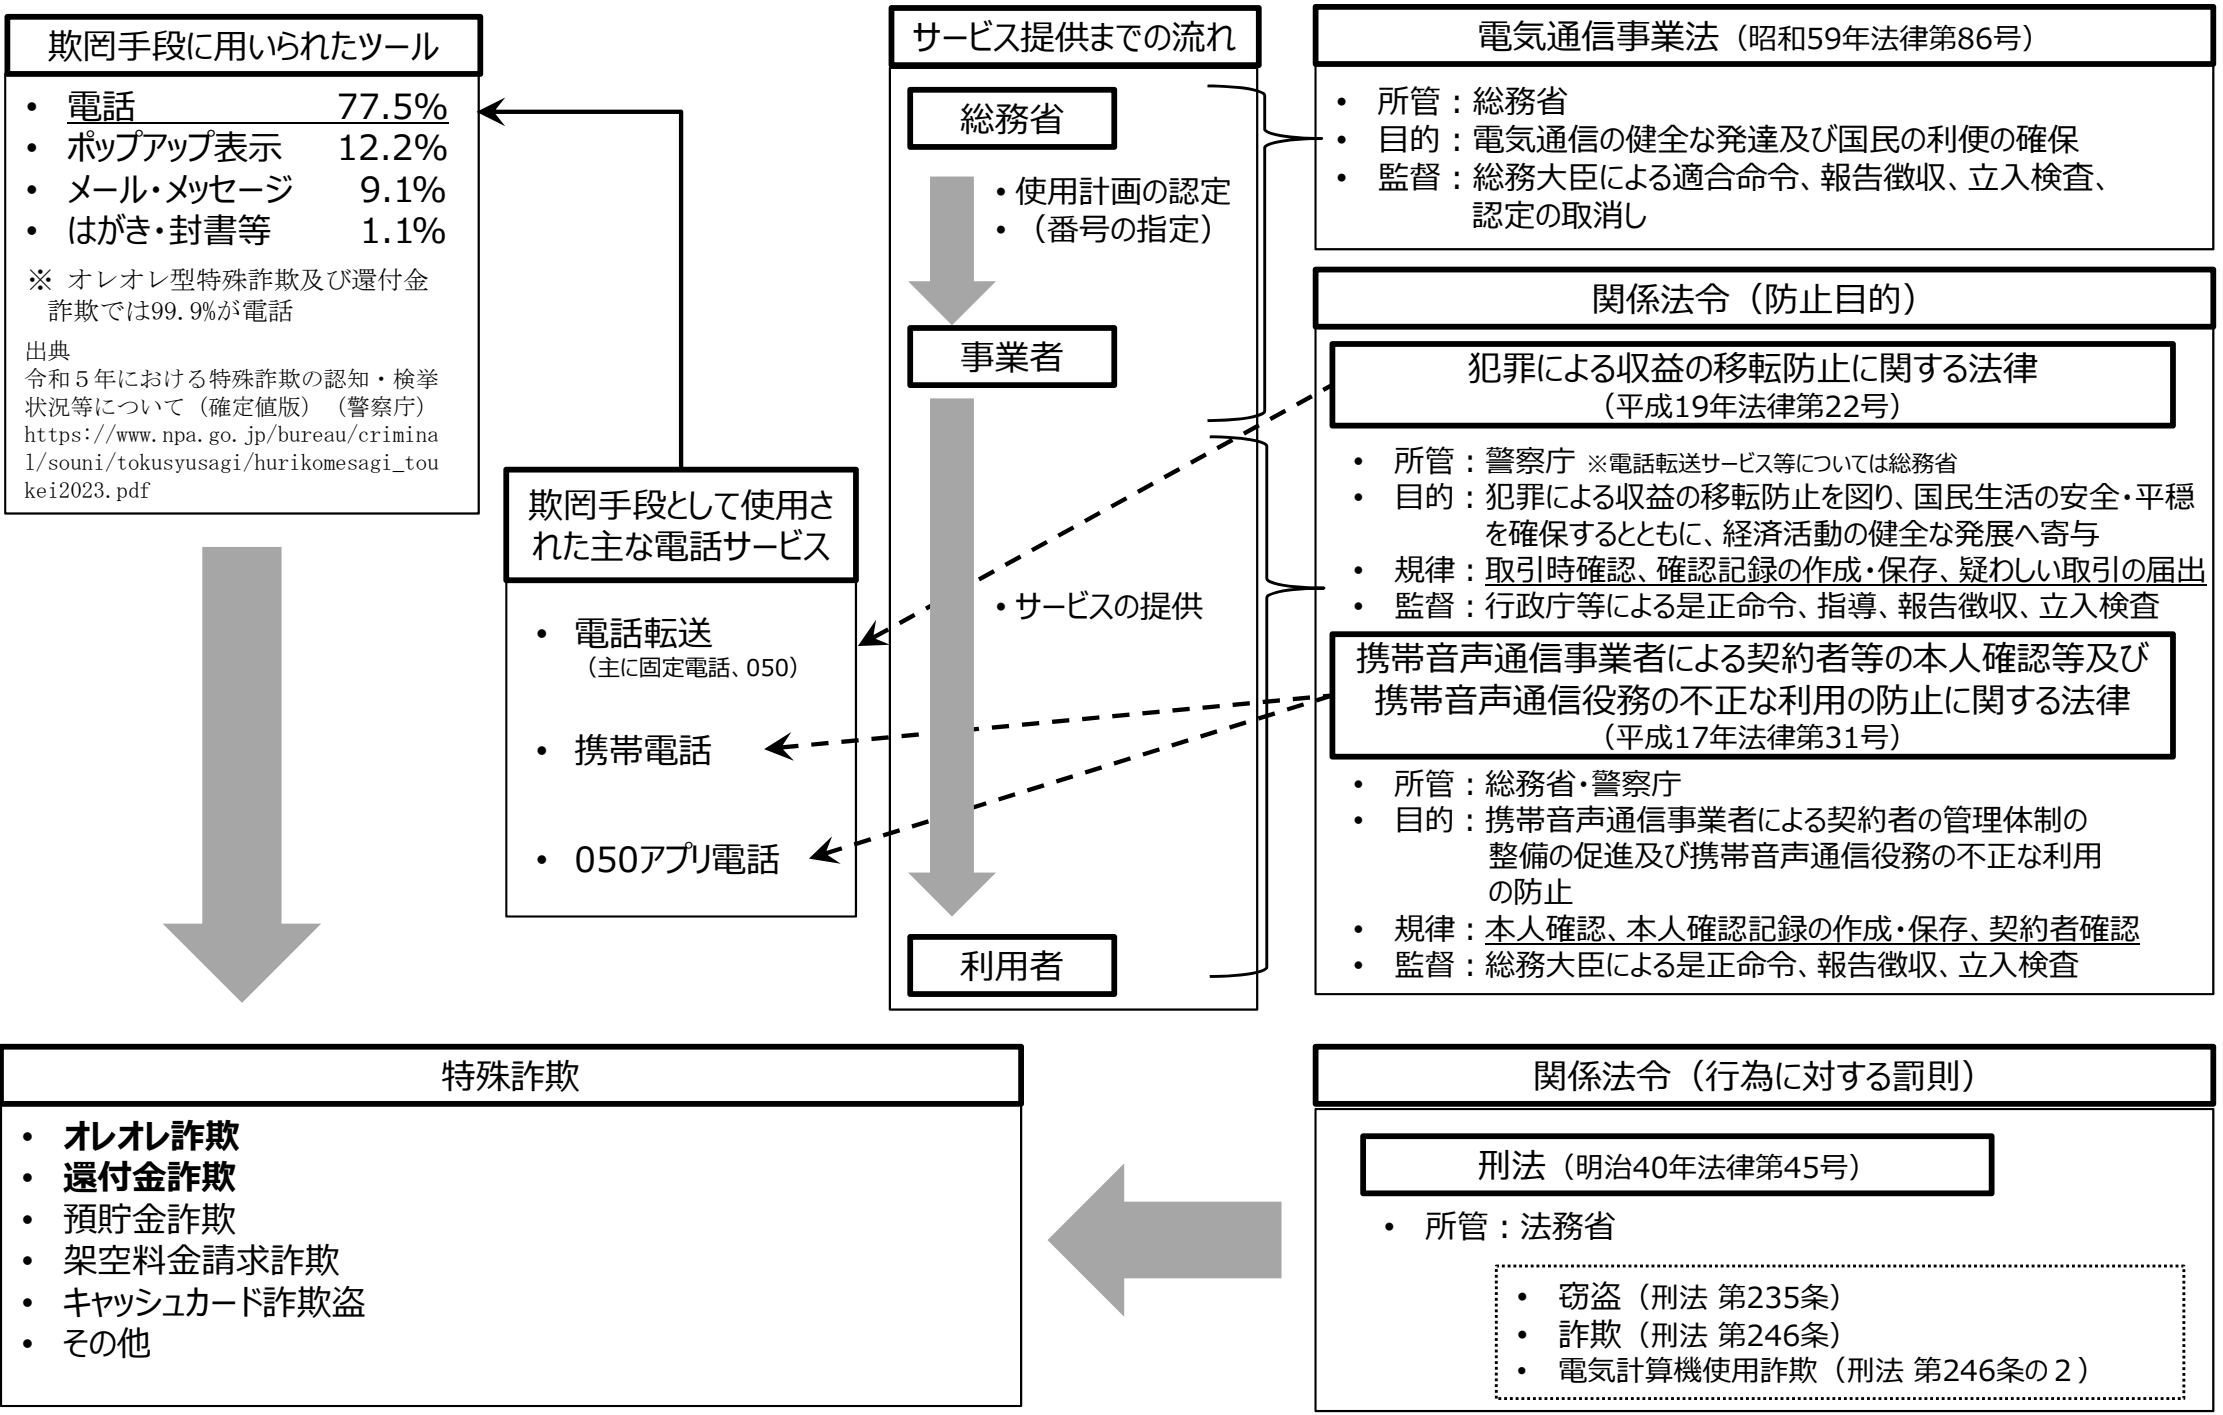 欺罔手段に用いられたツール
• 電話 77.5%
• ポップアップ表示 12.2%
• メール・メッセージ 9.1%
• はがき・封書等 1.1%
※ オレオレ型特殊詐欺及び還付金
詐欺では99.9%が電話
出典
令和５年における特殊詐欺の認知・検挙
状況等について（確定値版）（警察庁）
https://www.npa.go.jp/bureau/crimina
l/souni/tokusyusagi/hurikomesagi_tou
kei2023.pdf
欺罔手段として使用さ
れた主な電話サービス
• 電話転送
（主に固定電話、050）
• 携帯電話
• 050アプリ電話
サービス提供までの流れ
総務省
• 使用計画の認定
• （番号の指定）
事業者
• サービスの提供
利用者
電気通信事業法（昭和59年法律第86号）
• 所管：総務省
• 目的：電気通信の健全な発達及び国民の利便の確保
• 監督：総務大臣による適合命令、報告徴収、立入検査、
認定の取消し
関係法令（防止目的）
犯罪による収益の移転防止に関する法律
（平成19年法律第22号）
• 所管：警察庁 ※電話転送サービス等については総務省
• 目的：犯罪による収益の移転防止を図り、国民生活の安全・平穏
を確保するとともに、経済活動の健全な発展へ寄与
• 規律：取引時確認、確認記録の作成・保存、疑わしい取引の届出
• 監督：行政庁等による是正命令、指導、報告徴収、立入検査
携帯音声通信事業者による契約者等の本人確認等及び
携帯音声通信役務の不正な利用の防止に関する法律
（平成17年法律第31号）
• 所管：総務省・警察庁
• 目的：携帯音声通信事業者による契約者の管理体制の
整備の促進及び携帯音声通信役務の不正な利用
の防止
• 規律：本人確認、本人確認記録の作成・保存、契約者確認
• 監督：総務大臣による是正命令、報告徴収、立入検査
特殊詐欺
• オレオレ詐欺
• 還付金詐欺
• 預貯金詐欺
• 架空料金請求詐欺
• キャッシュカード詐欺盗
• その他
関係法令（行為に対する罰則）
刑法（明治40年法律第45号）
• 所管：法務省
• 窃盗（刑法 第235条）
• 詐欺（刑法 第246条）
• 電気計算機使用詐欺（刑法 第246条の２）